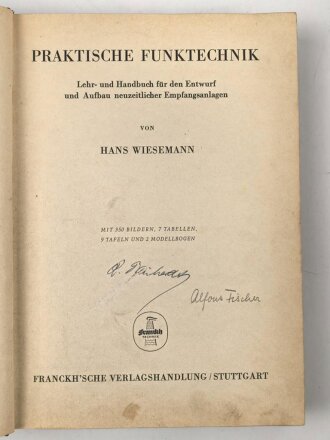 PRAKTISCHE FUNKTECHNIK
Lehr- und Handbuch für den Entwurf
und Aufbau neuzeitlicher Empfangsanlagen
VON
HANS WIESEMANN
MIT 350 BILDERN, 7 TABELLEN,
9 TAFELN UND 2 MODELLBOGEN
Alfons Fischer
Franckh
FRANCKH'SCHE VERLAGSHANDLUNG / STUTTGART